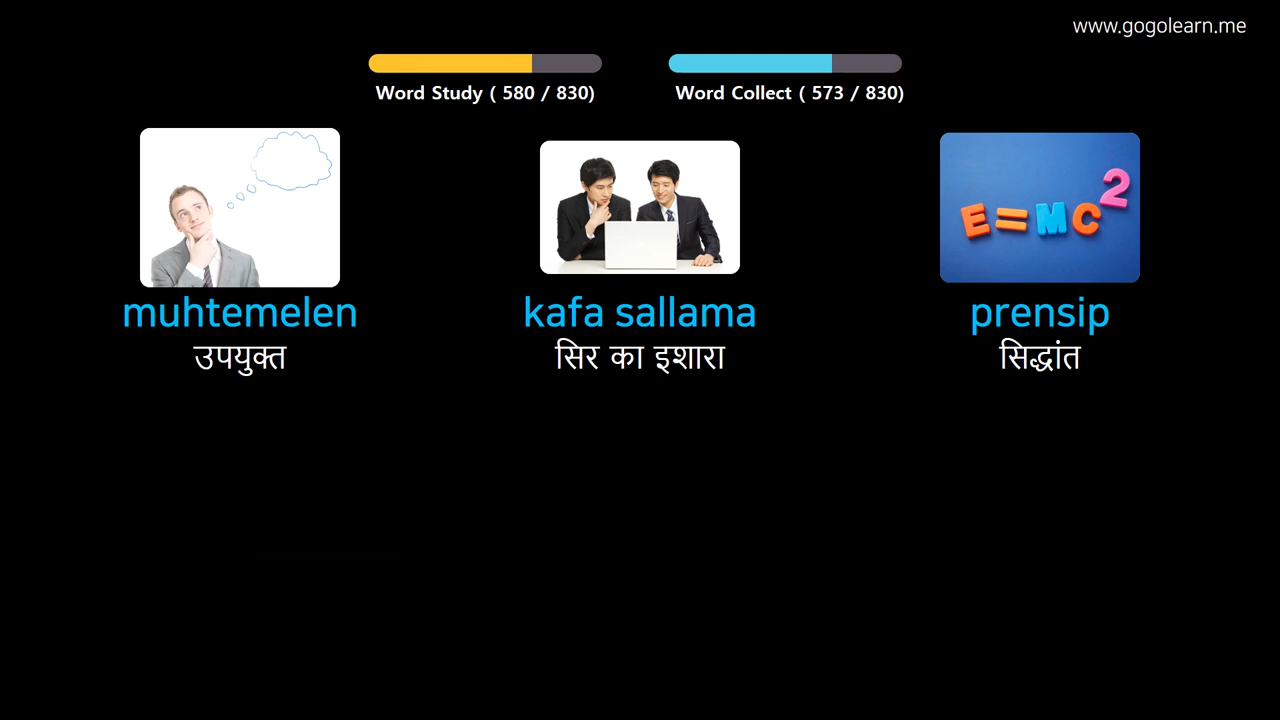 www.gogolearn.me
Word Study ( 580 / 830)
Word Collect ( 573 / 830)
E=MC2
muhtemelen
kafa sallama
prensip
उपयुक्त
सिर का इशारा
सिद्धांत